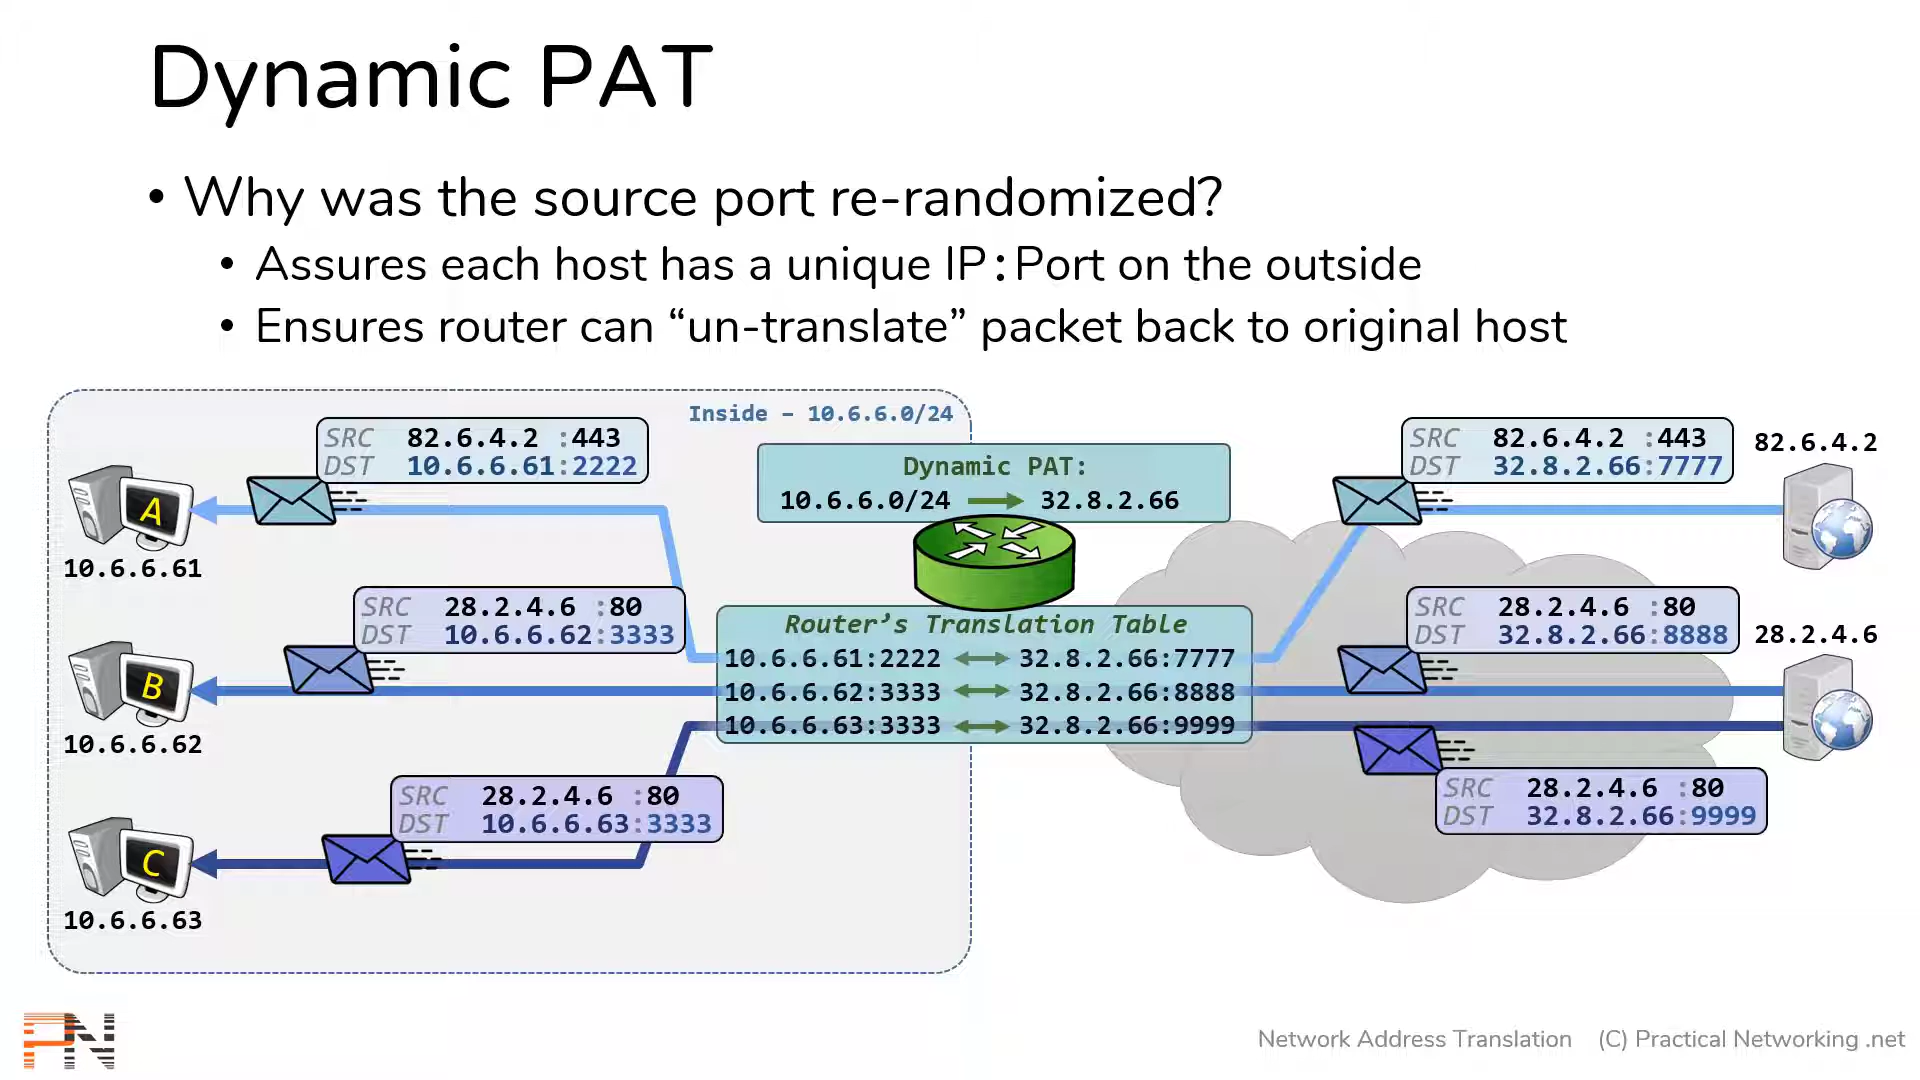 Dynamic PAT
• Why was the source port re-randomized?
• Assures each host has a unique IP:Port on the outside
• Ensures router can “un-translate” packet back to original host
Inside – 10.6.6.0/24
SRC 82.6.4.2 :443
DST 10.6.6.61:2222
A
10.6.6.61
SRC 28.2.4.6 :80
DST 10.6.6.62:3333
B
10.6.6.62
SRC 28.2.4.6 :80
DST 10.6.6.63:3333
C
10.6.6.63
Dynamic PAT:
10.6.6.0/24 → 32.8.2.66
Router’s Translation Table
10.6.6.61:2222 ↔ 32.8.2.66:7777
10.6.6.62:3333 ↔ 32.8.2.66:8888
10.6.6.63:3333 ↔ 32.8.2.66:9999
SRC 82.6.4.2 :443
DST 32.8.2.66:7777
82.6.4.2
SRC 28.2.4.6 :80
DST 32.8.2.66:8888
28.2.4.6
SRC 28.2.4.6 :80
DST 32.8.2.66:9999
PN
Network Address Translation (C) Practical Networking .net